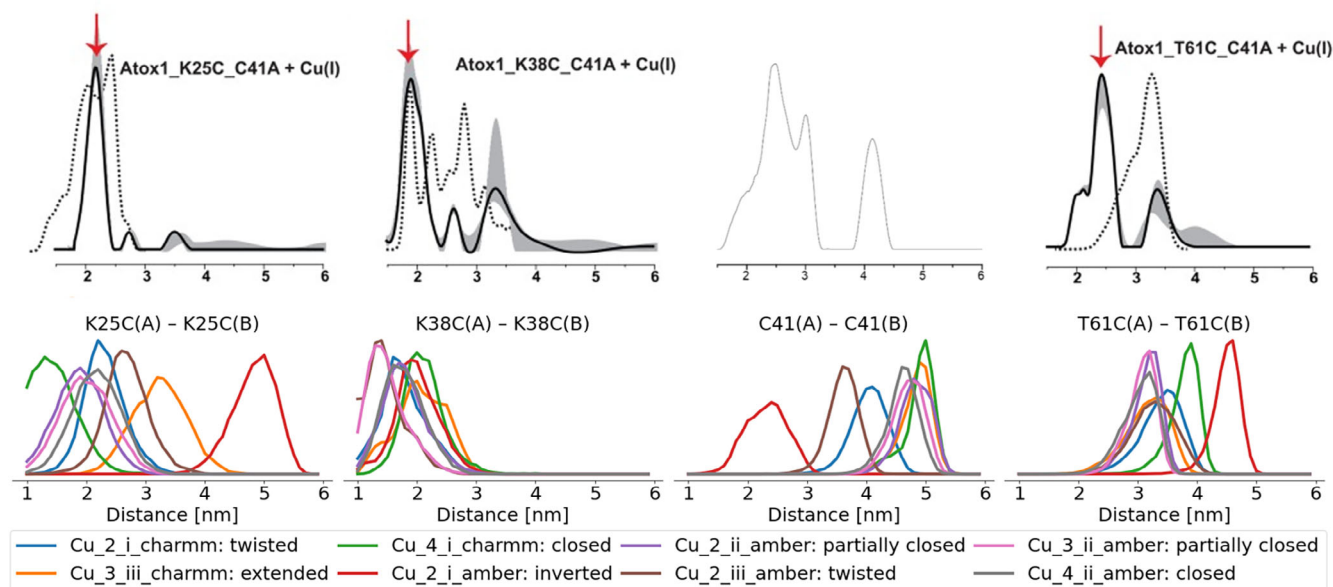 Atox1_K25C_C41A + Cu(I)
Atox1_K38C_C41A + Cu(I)
Atox1_T61C_C41A + Cu(I)
2 3 4 5 6
2 3 4 5 6
2 3 4 5 6
2 3 4 5 6
K25C(A) – K25C(B)
K38C(A) – K38C(B)
C41(A) – C41(B)
T61C(A) – T61C(B)
1 2 3 4 5 6
1 2 3 4 5 6
1 2 3 4 5 6
1 2 3 4 5 6
Distance [nm]
Distance [nm]
Distance [nm]
Distance [nm]
Cu_2_i_charmm: twisted
Cu_4_i_charmm: closed
Cu_2_ii_amber: partially closed
Cu_3_ii_amber: partially closed
Cu_3_iii_charmm: extended
Cu_2_i_amber: inverted
Cu_2_iii_amber: twisted
Cu_4_ii_amber: closed